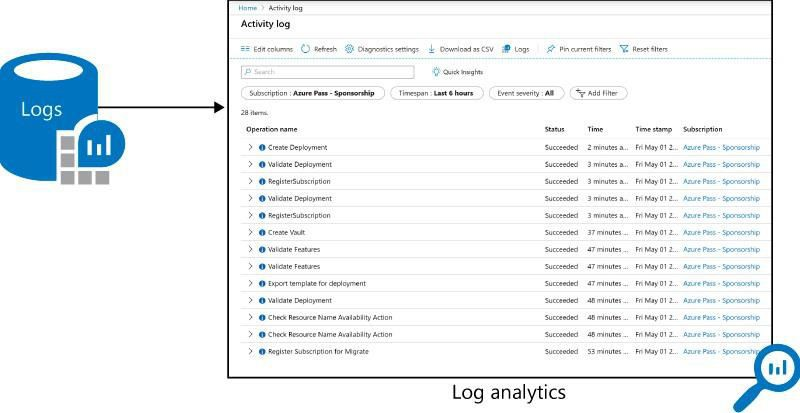 Home > Activity log
Activity log
Edit columns Refresh Diagnostics settings Download as CSV Logs Pin current filters Reset filters
Search Quick Insights
Subscription : Azure Pass - Sponsorship Timespan : Last 6 hours Event severity : All Add Filter
28 items.
Operation name Status Time Time stamp Subscription
Create Deployment Succeeded 2 minutes a... Fri May 01 2... Azure Pass - Sponsorship
Validate Deployment Succeeded 3 minutes a... Fri May 01 2... Azure Pass - Sponsorship
RegisterSubscription Succeeded 3 minutes a... Fri May 01 2... Azure Pass - Sponsorship
Validate Deployment Succeeded 3 minutes a... Fri May 01 2... Azure Pass - Sponsorship
RegisterSubscription Succeeded 3 minutes a... Fri May 01 2... Azure Pass - Sponsorship
Create Vault Succeeded 37 minutes ... Fri May 01 2... Azure Pass - Sponsorship
Validate Features Succeeded 47 minutes ... Fri May 01 2... Azure Pass - Sponsorship
Validate Features Succeeded 47 minutes ... Fri May 01 2... Azure Pass - Sponsorship
Export template for deployment Succeeded 47 minutes ... Fri May 01 2... Azure Pass - Sponsorship
Validate Deployment Succeeded 48 minutes ... Fri May 01 2... Azure Pass - Sponsorship
Check Resource Name Availability Action Succeeded 48 minutes ... Fri May 01 2... Azure Pass - Sponsorship
Check Resource Name Availability Action Succeeded 48 minutes ... Fri May 01 2... Azure Pass - Sponsorship
Register Subscription for Migrate Succeeded 53 minutes ... Fri May 01 2... Azure Pass - Sponsorship
Logs
Log analytics